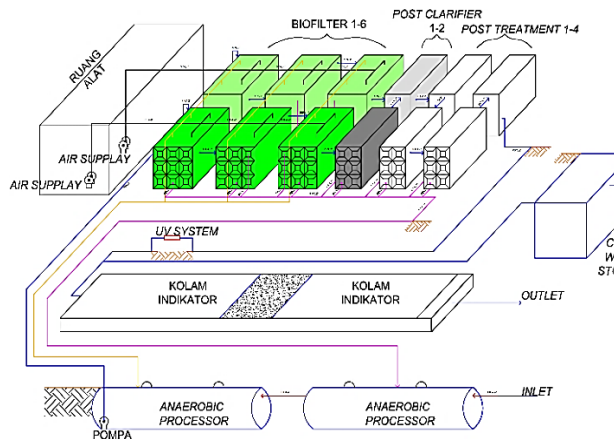 BIOFILTER 1-6
POST CLARIFIER
1-2
POST TREATMENT 1-4
RUANG
ALAT
AIR SUPPLAY
AIR SUPPLAY
UV SYSTEM
KOLAM
INDIKATOR
KOLAM
INDIKATOR
OUTLET
INLET
ANAEROBIC
PROCESSOR
ANAEROBIC
PROCESSOR
POMPA